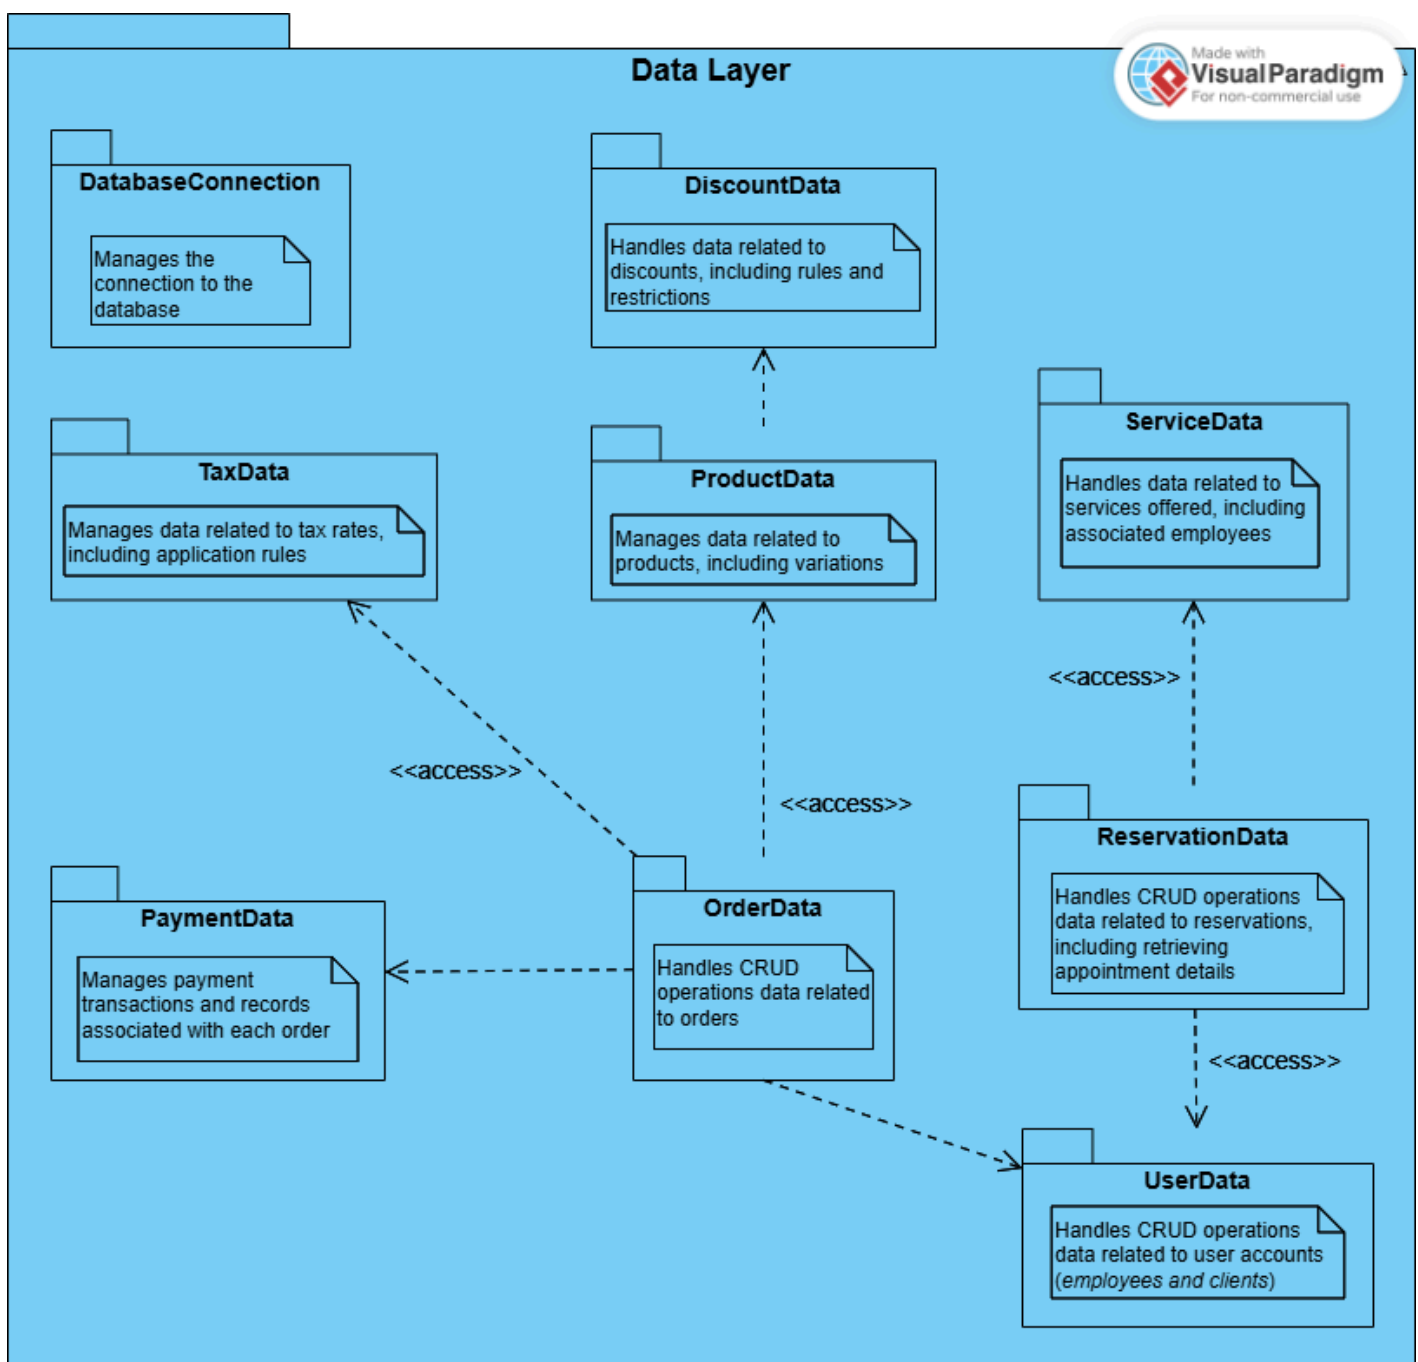 Data Layer
Made with
Visual Paradigm
For non-commercial use
DatabaseConnection
Manages the
connection to the
database
DiscountData
Handles data related to
discounts, including rules and
restrictions
TaxData
Manages data related to tax rates,
including application rules
ProductData
Manages data related to
products, including variations
ServiceData
Handles data related to
services offered, including
associated employees
<<access>>
<<access>>
<<access>>
PaymentData
Manages payment
transactions and records
associated with each order
OrderData
Handles CRUD
operations data related
to orders
ReservationData
Handles CRUD operations
data related to reservations,
including retrieving
appointment details
<<access>>
UserData
Handles CRUD operations
data related to user accounts
(employees and clients)